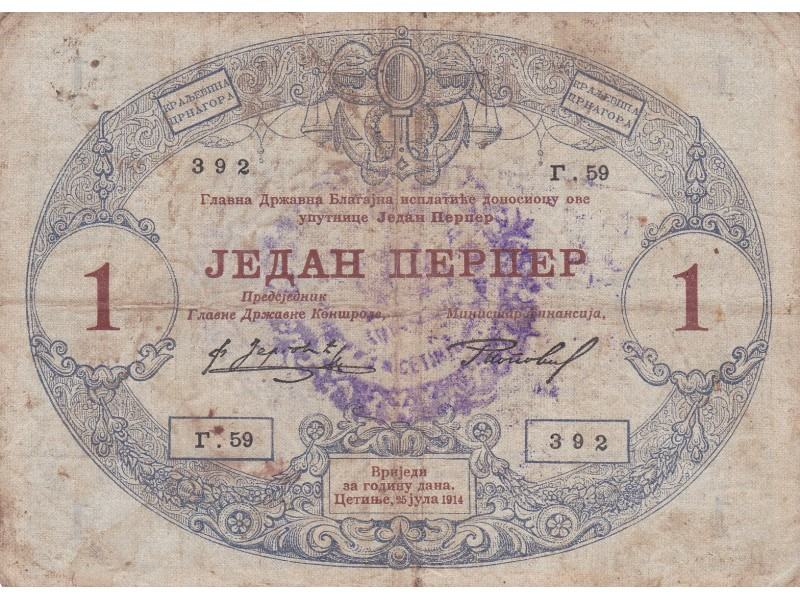 КРАЉЕВИНА
ЦРНАГОРА
КРАЉЕВИНА
ЦРНАГОРА
392
Г. 59
Главна Државна Благајна исплатиће доносиоцу ове
упутнице Један Перпер
ЈЕДАН ПЕРПЕР
1
1
Предсједник
Главне Државне Контроле,
Министар Финансија,
Г. 59
392
Вриједи
за годину дана.
Цетиње, 25 јула 1914